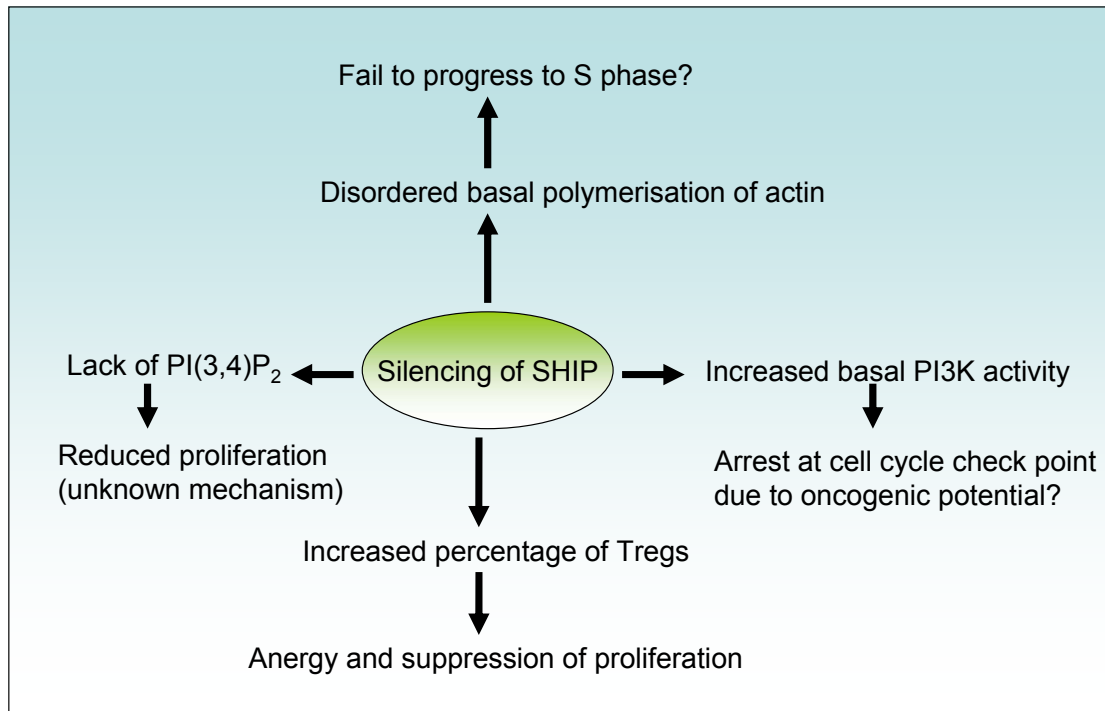 Fail to progress to S phase?
Disordered basal polymerisation of actin
Lack of PI(3,4)P₂
Silencing of SHIP
Increased basal PI3K activity
Reduced proliferation
(unknown mechanism)
Arrest at cell cycle check point
due to oncogenic potential?
Increased percentage of Tregs
Anergy and suppression of proliferation